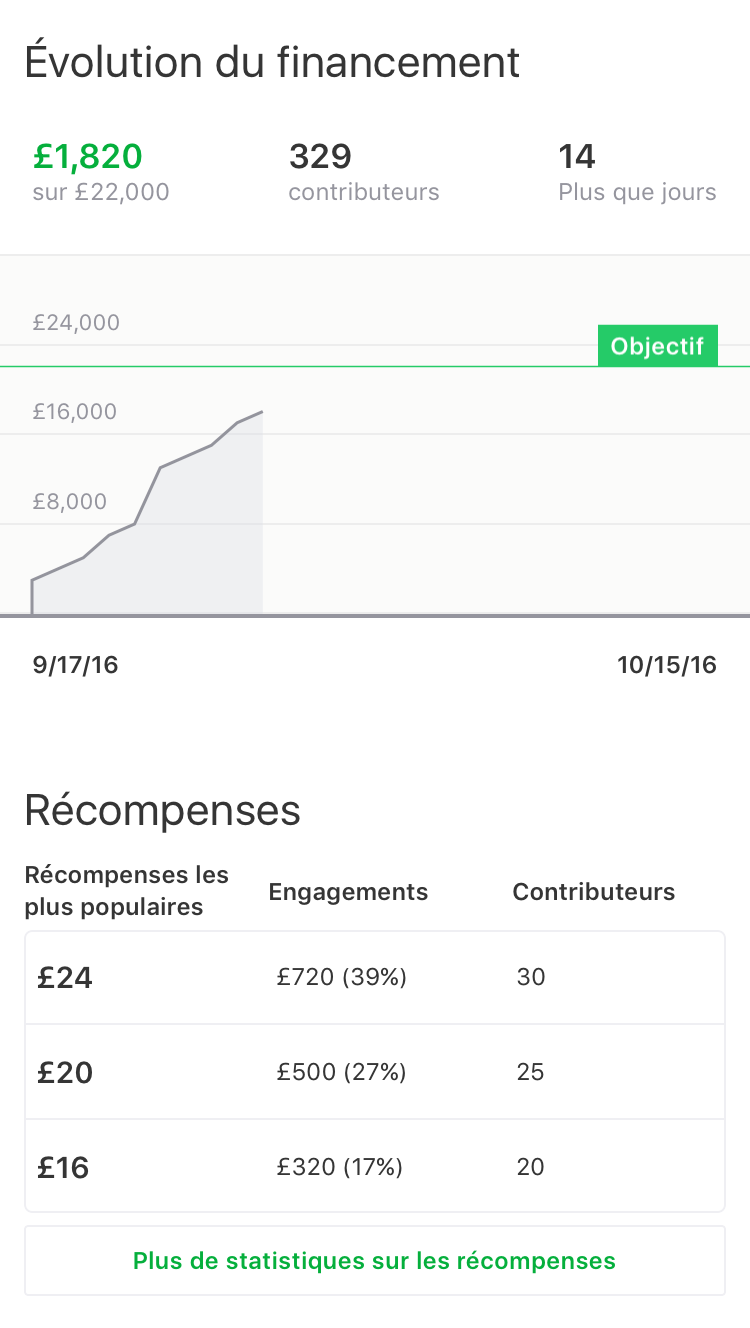 Évolution du financement
£1,820
sur £22,000
329
contributeurs
14
Plus que jours
£24,000
Objectif
£16,000
£8,000
9/17/16
10/15/16
Récompenses
Récompenses les
plus populaires
Engagements
Contributeurs
£24
£720 (39%)
30
£20
£500 (27%)
25
£16
£320 (17%)
20
Plus de statistiques sur les récompenses